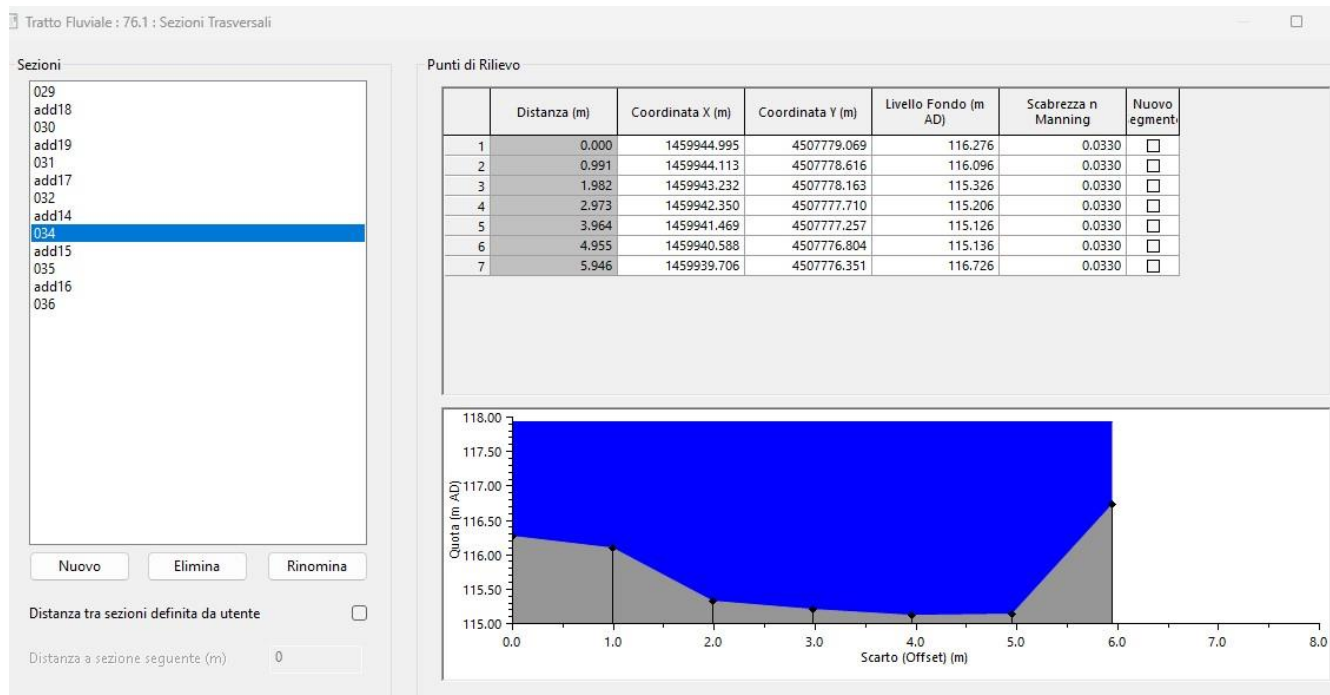 Tratto Fluviale : 76.1 : Sezioni Trasversali
Sezioni
029
add18
030
add19
031
add17
032
add14
034
add15
035
add16
036
Nuovo Elimina Rinomina
Distanza tra sezioni definita da utente
Distanza a sezione seguente (m) 0
Punti di Rilievo
Distanza (m) Coordinata X (m) Coordinata Y (m) Livello Fondo (m AD) Scabrezza n Manning Nuovo egment
1 0.000 1459944.995 4507779.069 116.276 0.0330
2 0.991 1459944.113 4507778.616 116.096 0.0330
3 1.982 1459943.232 4507778.163 115.326 0.0330
4 2.973 1459942.350 4507777.710 115.206 0.0330
5 3.964 1459941.469 4507777.257 115.126 0.0330
6 4.955 1459940.588 4507776.804 115.136 0.0330
7 5.946 1459939.706 4507776.351 116.726 0.0330
Quota (m AD)
118.00
117.50
117.00
116.50
116.00
115.50
115.00
0.0 1.0 2.0 3.0 4.0 5.0 6.0 7.0 8.0
Scarto (Offset) (m)